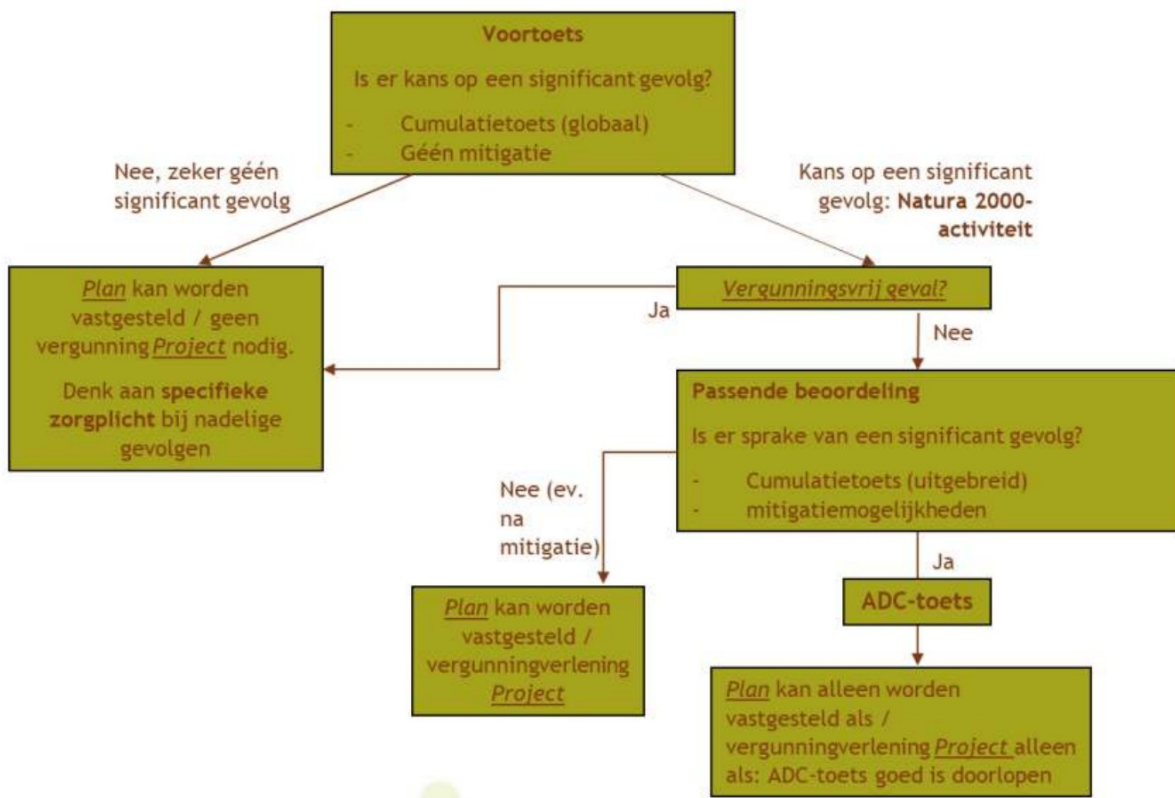 Voortoets
Is er kans op een significant gevolg?
- Cumulatietoets (globaal)
- Géén mitigatie
Nee, zeker géén
significant gevolg
Kans op een significant
gevolg: Natura 2000-
activiteit
Plan kan worden
vastgesteld / geen
vergunning Project nodig.
Denk aan specifieke
zorgplicht bij nadelige
gevolgen
Vergunningsvrij geval?
Ja
Nee
Passende beoordeling
Is er sprake van een significant gevolg?
- Cumulatietoets (uitgebreid)
- mitigatiemogelijkheden
Nee (ev.
na
mitigatie)
Ja
ADC-toets
Plan kan worden
vastgesteld /
vergunningverlening
Project
Plan kan alleen worden
vastgesteld als /
vergunningverlening Project alleen
als: ADC-toets goed is doorlopen